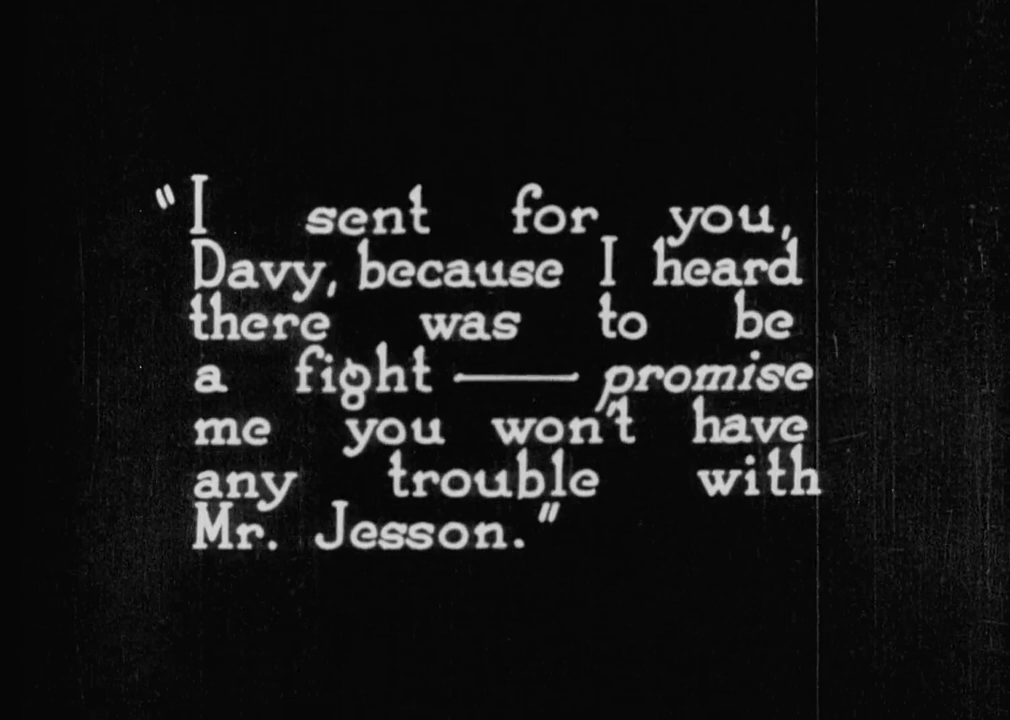 "I sent for you,
Davy, because I heard
there was to be
a fight — promise
me you won't have
any trouble with
Mr. Jesson."